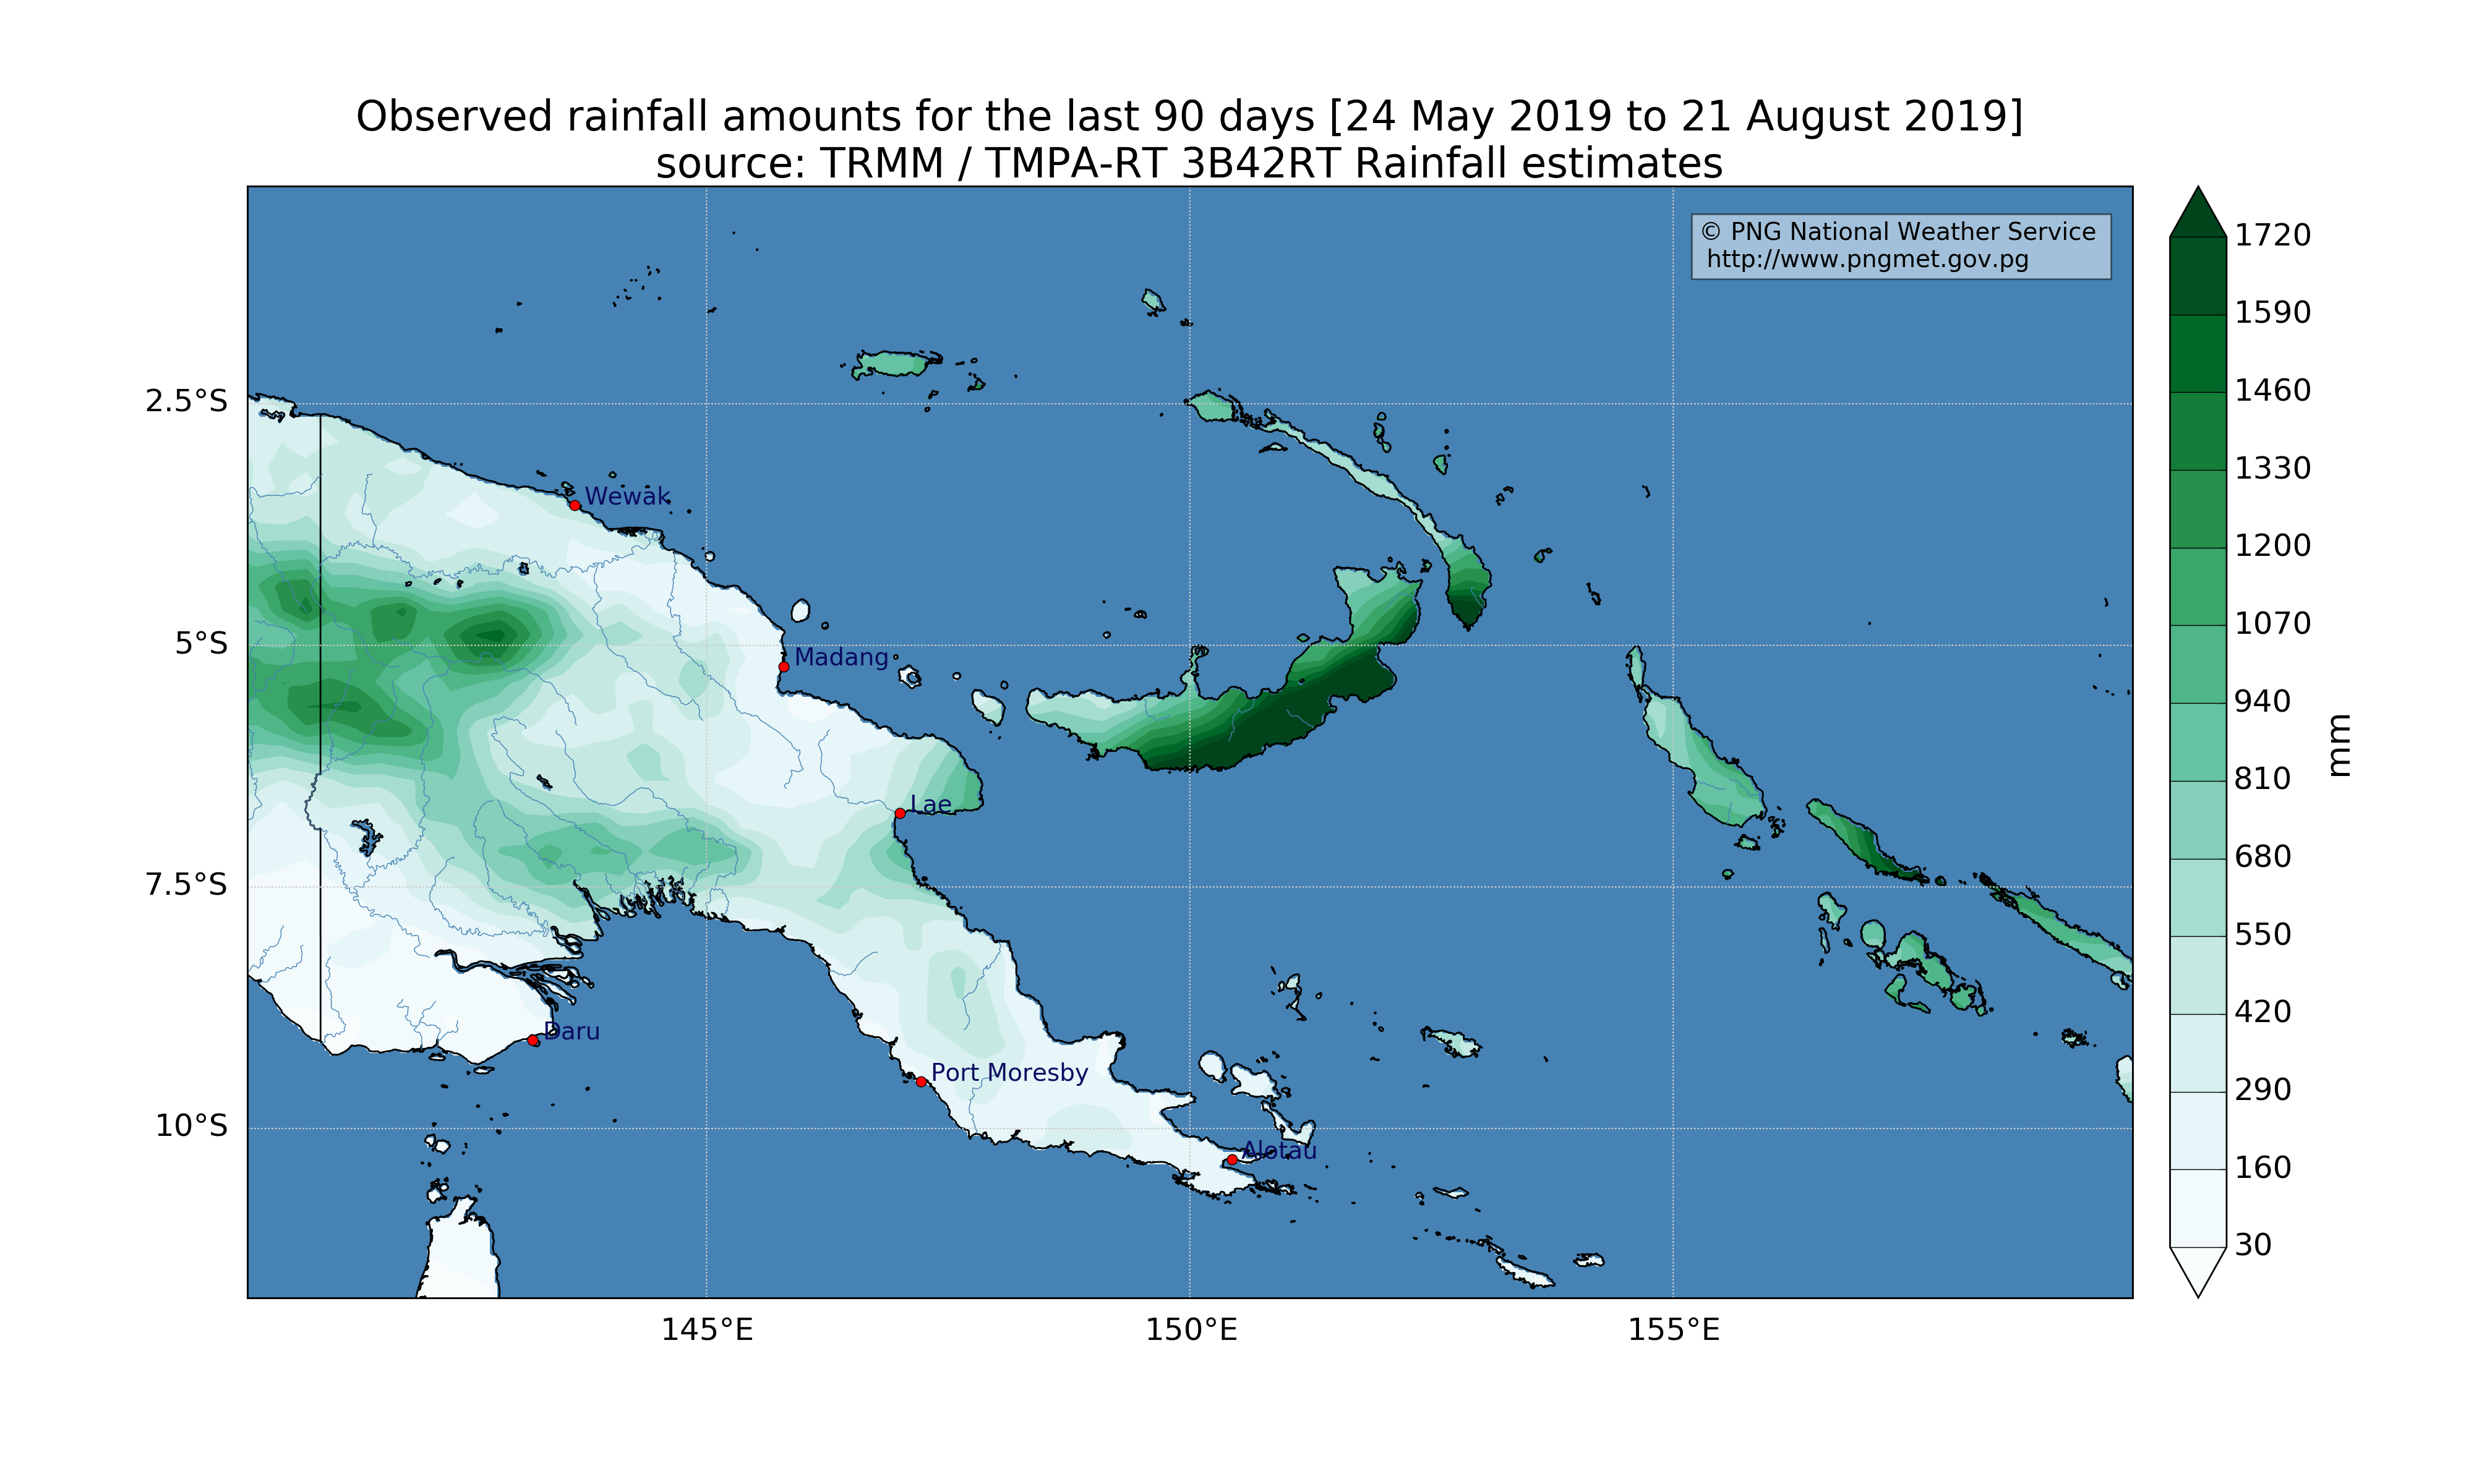 Observed rainfall amounts for the last 90 days [24 May 2019 to 21 August 2019]
source: TRMM / TMPA-RT 3B42RT Rainfall estimates
© PNG National Weather Service
http://www.pngmet.gov.pg
1720
1590
1460
1330
1200
1070
940
810
680
550
420
290
160
30
mm
2.5°S
5°S
7.5°S
10°S
Wewak
Madang
Lae
Daru
Port Moresby
Alotau
145°E
150°E
155°E